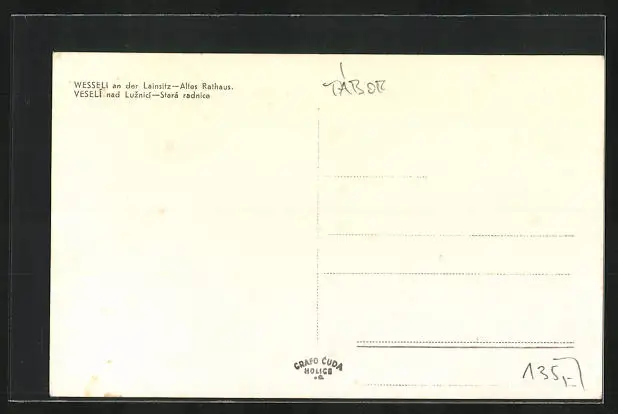 WESSELI an der Lainsitz—Altes Rathaus.
VESELÍ nad Lužnicí—Stará radnice
TÁBOR
GRAFO ČUDA
HOLICE
135,-